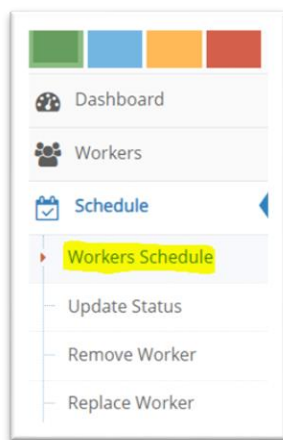 Dashboard
Workers
Schedule
Workers Schedule
Update Status
Remove Worker
Replace Worker